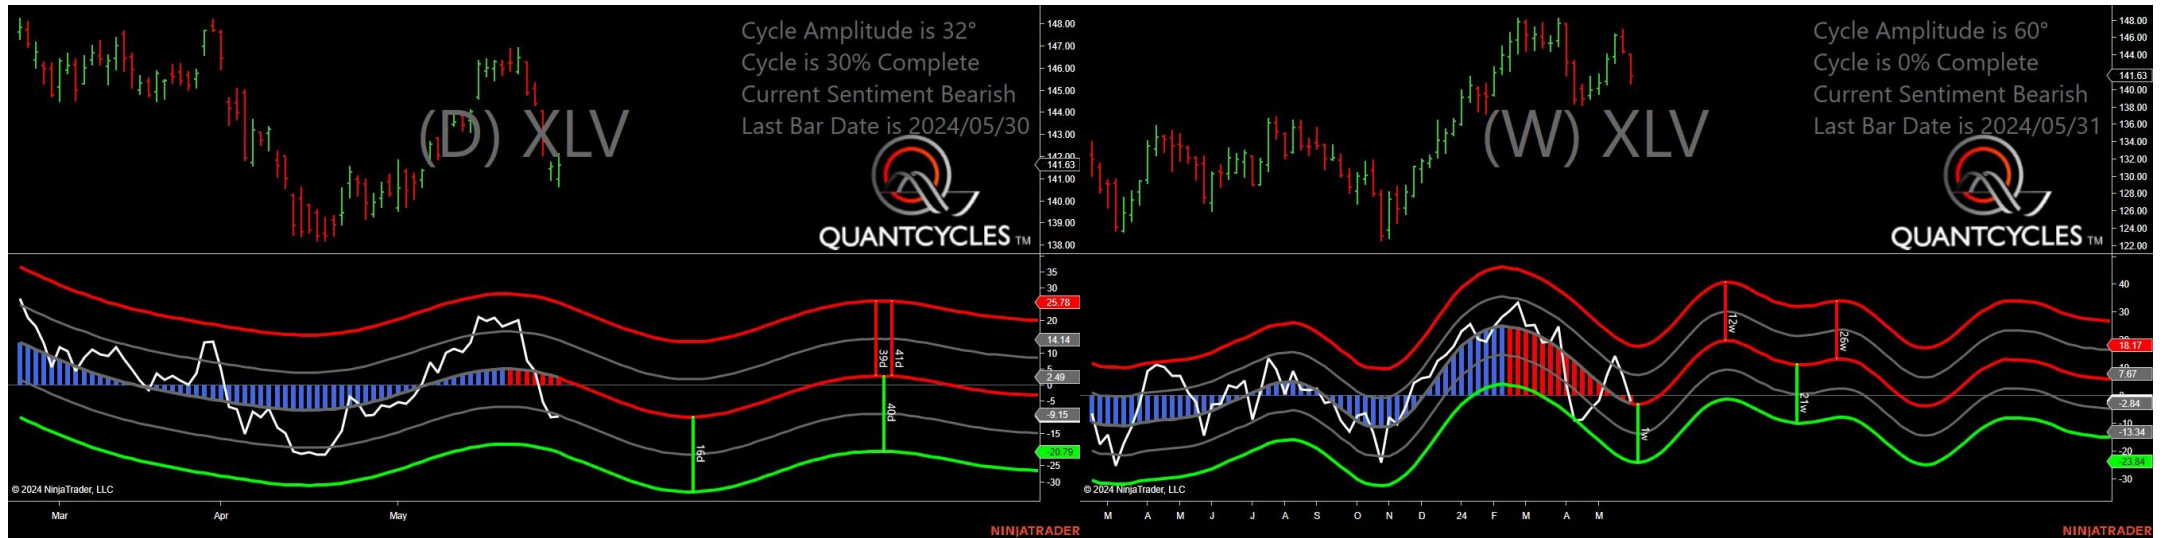 Cycle Amplitude is 32°
Cycle is 30% Complete
Current Sentiment Bearish
Last Bar Date is 2024/05/30
(D) XLV
QUANTCYCLES TM
148.00
147.00
146.00
145.00
144.00
143.00
142.00
141.63
141.00
140.00
139.00
138.00
35
30
25.78
20
14.14
10
5
2.49
-5
-9.15
-15
-20.79
-25
-30
16d
39d
41d
40d
© 2024 NinjaTrader, LLC
Mar
Apr
May
NINJATRADER
Cycle Amplitude is 60°
Cycle is 0% Complete
Current Sentiment Bearish
Last Bar Date is 2024/05/31
(W) XLV
QUANTCYCLES TM
148.00
146.00
144.00
141.63
140.00
138.00
136.00
134.00
132.00
130.00
128.00
126.00
124.00
122.00
40
30
18.17
7.67
-2.84
-10
-13.34
-20
-23.84
-30
1w
12w
21w
26w
© 2024 NinjaTrader, LLC
M A M J J A S O N D 24 F M A M
NINJATRADER